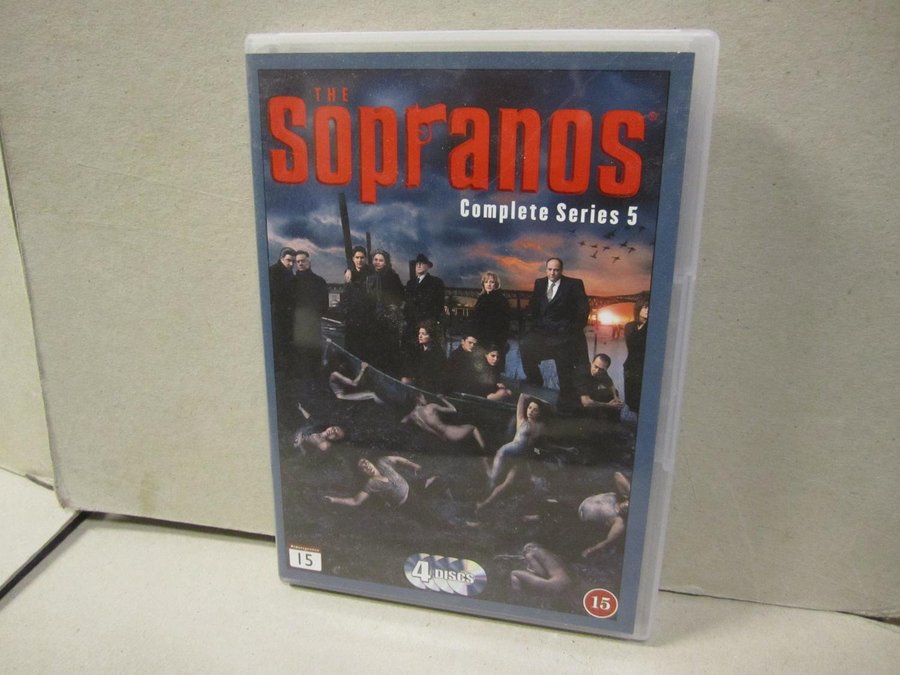 THE
Sopranos®
Complete Series 5
15
4 DISCS
15